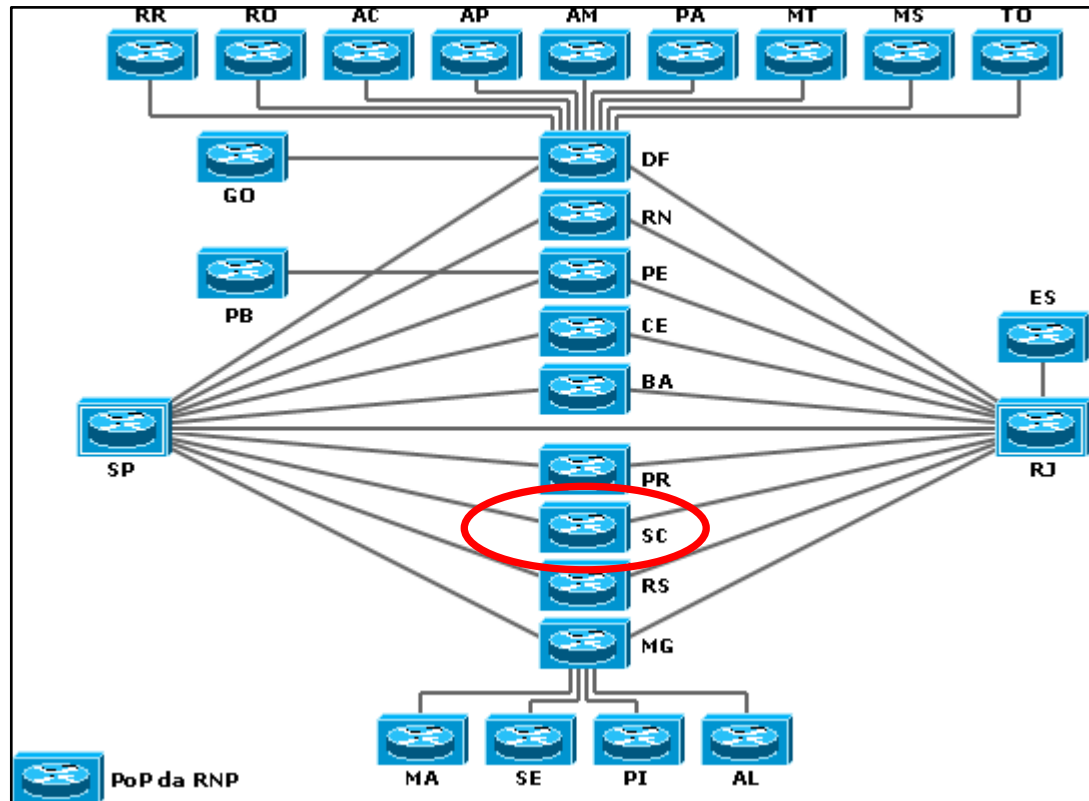 RR RO AC AP AM PA MT MS TO
DF
GO
RN
PE
PB
ES
CE
BA
SP
RJ
PR
SC
RS
MG
MA SE PI AL
PoP da RNP